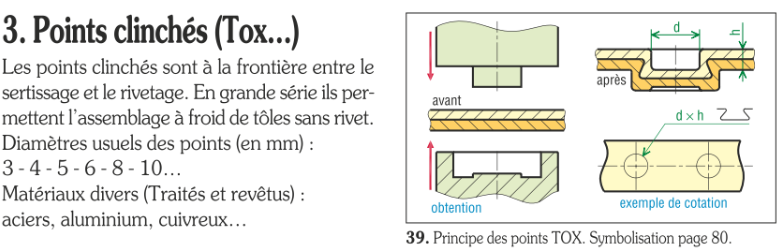 3. Points clinchés (Tox...)
Les points clinchés sont à la frontière entre le
sertissage et le rivetage. En grande série ils per-
mettent l'assemblage à froid de tôles sans rivet.
Diamètres usuels des points (en mm) :
3 - 4 - 5 - 6 - 8 - 10...
Matériaux divers (Traités et revêtus) :
aciers, aluminium, cuivreux...
avant
obtention
d
h
après
d × h
exemple de cotation
39. Principe des points TOX. Symbolisation page 80.